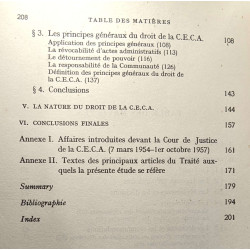 208 TABLE DES MATIÈRES
§ 3. Les principes généraux du droit de la C.E.C.A. 108
Application des principes généraux (108)
La révocabilité d'actes administratifs (113)
Le détournement de pouvoir (116)
La responsabilité de la Communauté (126)
Définition des principes généraux du droit de
la C.E.C.A. (137)
§ 4. Conclusions 143
V. LA NATURE DU DROIT DE LA C.E.C.A. 144
VI. CONCLUSIONS FINALES 157
Annexe I. Affaires introduites devant la Cour de Justice
de la C.E.C.A. (7 mars 1954-1er octobre 1957) 161
Annexe II. Textes des principaux articles du Traité aux-
quels la présente étude se réfère 171
Summary 179
Bibliographie 194
Index 201